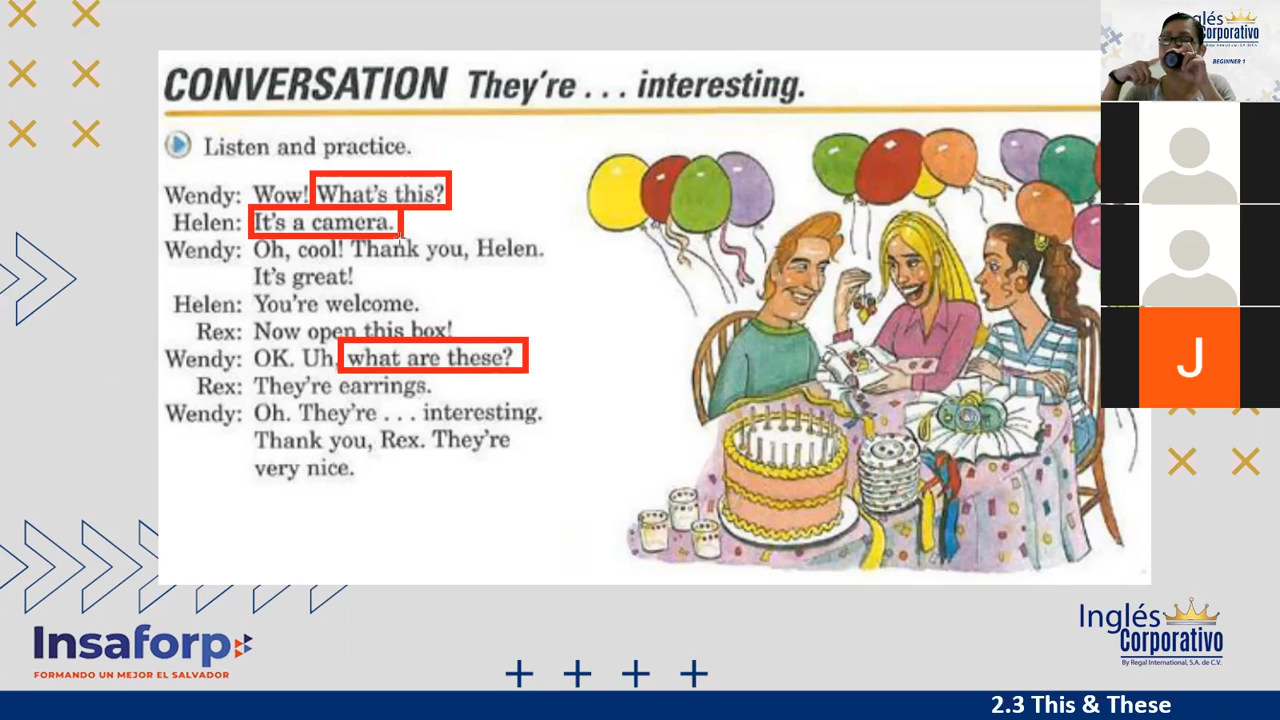 CONVERSATION They're . . . interesting.
Listen and practice.
Wendy: Wow! What's this?
Helen: It's a camera.
Wendy: Oh, cool! Thank you, Helen.
It's great!
Helen: You're welcome.
Rex: Now open this box!
Wendy: OK. Uh, what are these?
Rex: They're earrings.
Wendy: Oh. They're . . . interesting.
Thank you, Rex. They're
very nice.
Corporativo
BEGINNER 1
J
Insaforp
FORMANDO UN MEJOR EL SALVADOR
Inglés
Corporativo
By Regal International, S.A. de C.V.
2.3 This & These